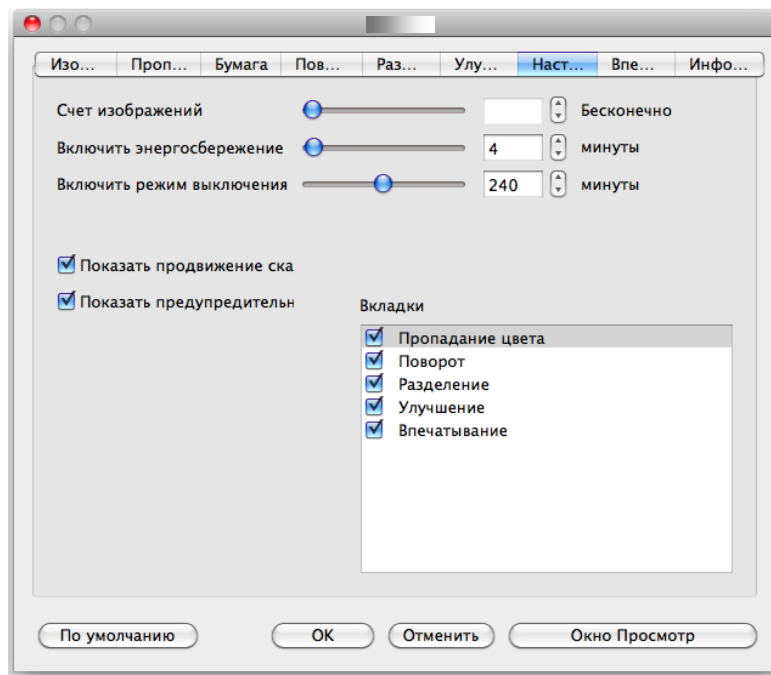 Изо... Проп... Бумага Пов... Раз... Улу... Наст... Впе... Инфо...
Счет изображений Бесконечно
Включить энергосбережение 4 минуты
Включить режим выключения 240 минуты
Показать продвижение ска
Показать предупредительн
Вкладки
Пропадание цвета
Поворот
Разделение
Улучшение
Впечатывание
По умолчанию OK Отменить Окно Просмотр